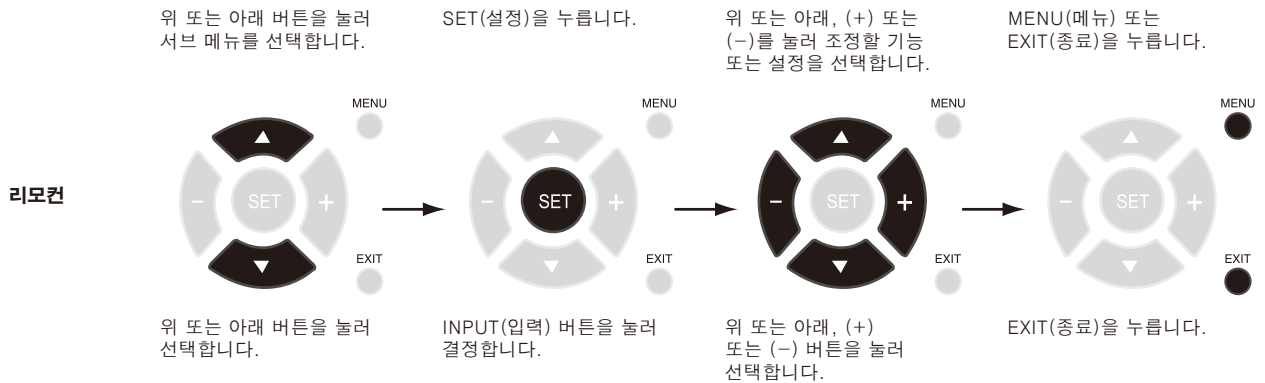 위 또는 아래 버튼을 눌러
서브 메뉴를 선택합니다.
SET(설정)을 누릅니다.
위 또는 아래, (+) 또는
(−)를 눌러 조정할 기능
또는 설정을 선택합니다.
MENU(메뉴) 또는
EXIT(종료)을 누릅니다.
리모컨
MENU
- SET +
EXIT
MENU
- SET +
EXIT
MENU
- SET +
EXIT
MENU
- SET +
EXIT
위 또는 아래 버튼을 눌러
선택합니다.
INPUT(입력) 버튼을 눌러
결정합니다.
위 또는 아래, (+)
또는 (−) 버튼을 눌러
선택합니다.
EXIT(종료)을 누릅니다.